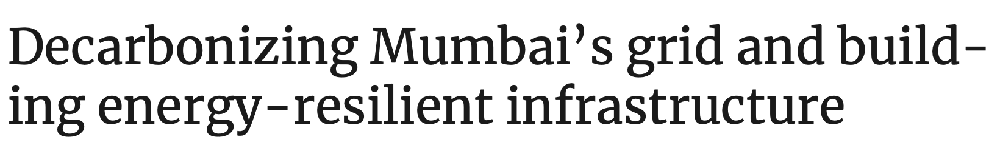 Decarbonizing Mumbai’s grid and build-
ing energy-resilient infrastructure